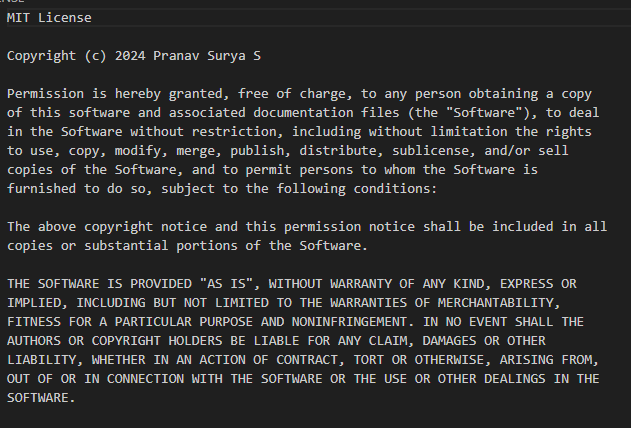 MIT License
Copyright (c) 2024 Pranav Surya S
Permission is hereby granted, free of charge, to any person obtaining a copy
of this software and associated documentation files (the "Software"), to deal
in the Software without restriction, including without limitation the rights
to use, copy, modify, merge, publish, distribute, sublicense, and/or sell
copies of the Software, and to permit persons to whom the Software is
furnished to do so, subject to the following conditions:
The above copyright notice and this permission notice shall be included in all
copies or substantial portions of the Software.
THE SOFTWARE IS PROVIDED "AS IS", WITHOUT WARRANTY OF ANY KIND, EXPRESS OR
IMPLIED, INCLUDING BUT NOT LIMITED TO THE WARRANTIES OF MERCHANTABILITY,
FITNESS FOR A PARTICULAR PURPOSE AND NONINFRINGEMENT. IN NO EVENT SHALL THE
AUTHORS OR COPYRIGHT HOLDERS BE LIABLE FOR ANY CLAIM, DAMAGES OR OTHER
LIABILITY, WHETHER IN AN ACTION OF CONTRACT, TORT OR OTHERWISE, ARISING FROM,
OUT OF OR IN CONNECTION WITH THE SOFTWARE OR THE USE OR OTHER DEALINGS IN THE
SOFTWARE.